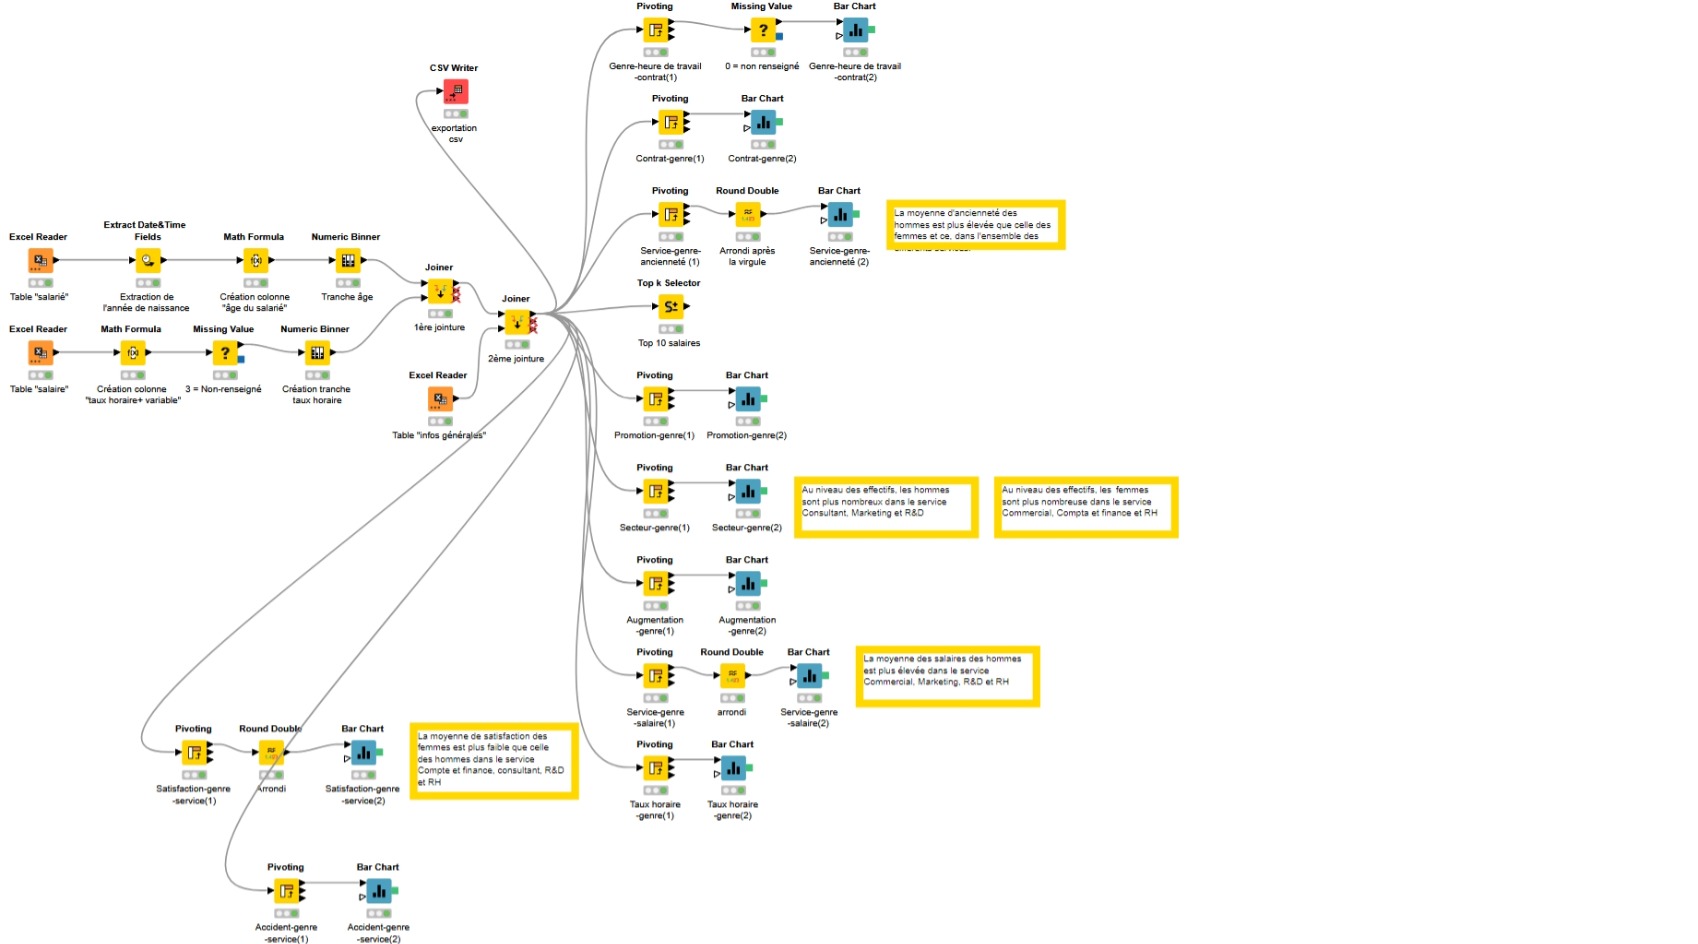 Pivoting
Missing Value
Bar Chart
Genre-heure de travail
-contrat(1)
0 = non renseigné
Genre-heure de travail
-contrat(2)
CSV Writer
exportation
csv
Pivoting
Bar Chart
Contrat-genre(1)
Contrat-genre(2)
Pivoting
Round Double
Bar Chart
Service-genre-
ancienneté (1)
Arrondi après
la virgule
Service-genre-
ancienneté (2)
La moyenne d'ancienneté des
hommes est plus élevée que celle des
femmes et ce, dans l'ensemble des
Excel Reader
Extract Date&Time
Fields
Math Formula
Numeric Binner
Table "salarié"
Extraction de
l'année de naissance
Création colonne
"âge du salarié"
Tranche âge
Joiner
1ère jointure
Joiner
2ème jointure
Top k Selector
Top 10 salaires
Excel Reader
Math Formula
Missing Value
Numeric Binner
Table "salaire"
Création colonne
"taux horaire+ variable"
3 = Non-renseigné
Création tranche
taux horaire
Excel Reader
Table "infos générales"
Pivoting
Bar Chart
Promotion-genre(1)
Promotion-genre(2)
Pivoting
Bar Chart
Secteur-genre(1)
Secteur-genre(2)
Au niveau des effectifs, les hommes
sont plus nombreux dans le service
Consultant, Marketing et R&D
Au niveau des effectifs, les  femmes
sont plus nombreuse dans le service
Commercial, Compta et finance et RH
Pivoting
Bar Chart
Augmentation
-genre(1)
Augmentation
-genre(2)
Pivoting
Round Double
Bar Chart
Service-genre
-salaire(1)
arrondi
Service-genre
-salaire(2)
La moyenne des salaires des hommes
est plus élevée dans le service
Commercial, Marketing, R&D et RH
Pivoting
Bar Chart
Taux horaire
-genre(1)
Taux horaire
-genre(2)
Pivoting
Round Double
Bar Chart
Satisfaction-genre
-service(1)
Arrondi
Satisfaction-genre
-service(2)
La moyenne de satisfaction des
femmes est plus faible que celle
des hommes dans le service
Compte et finance, consultant, R&D
et RH
Pivoting
Bar Chart
Accident-genre
-service(1)
Accident-genre
-service(2)